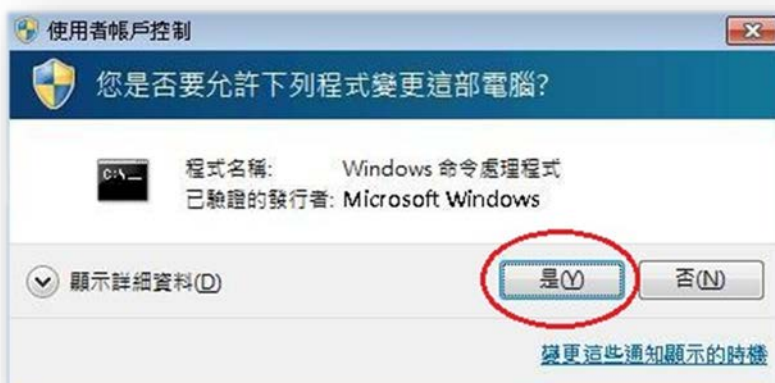 使用者帳戶控制
您是否要允許下列程式變更這部電腦?
C:\
程式名稱: Windows 命令處理程式
已驗證的發行者: Microsoft Windows
顯示詳細資料(D)
是(Y)
否(N)
變更這些通知顯示的時機